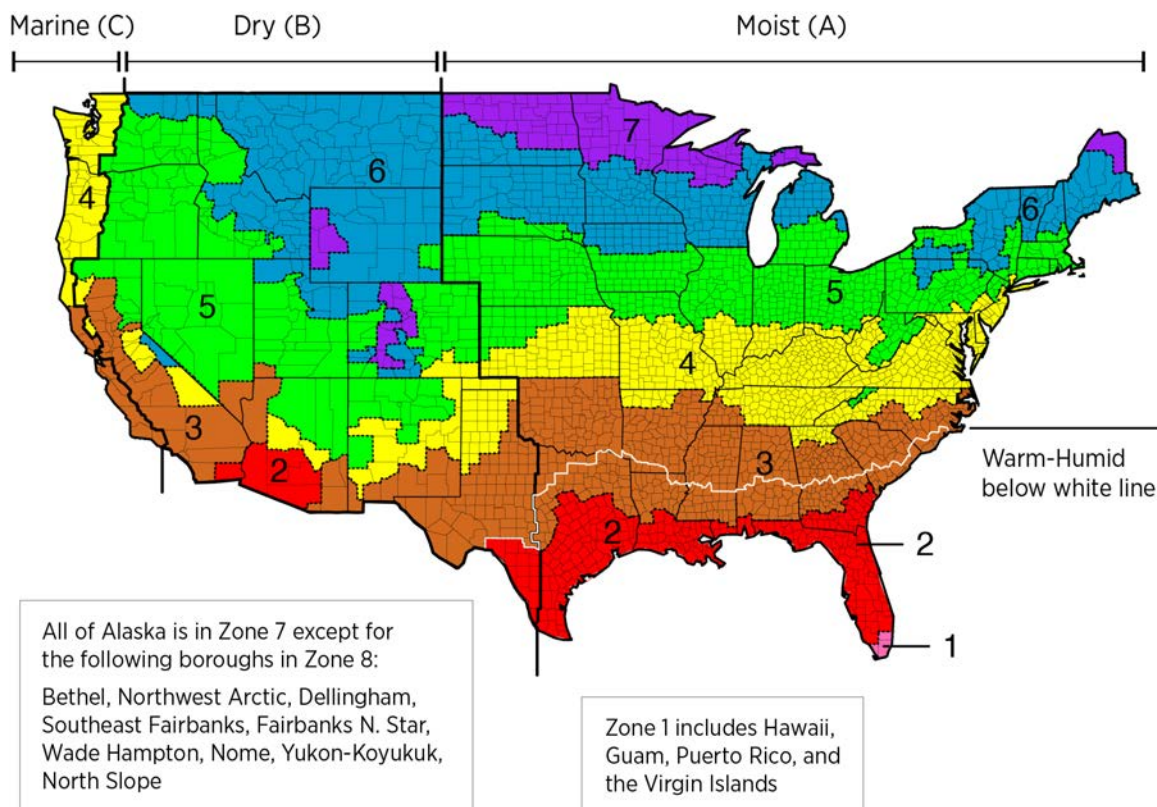 Marine (C)
Dry (B)
Moist (A)
7
6
4
6
5
5
4
3
3
2
2
Warm-Humid
below white line
2
1
All of Alaska is in Zone 7 except for
the following boroughs in Zone 8:
Bethel, Northwest Arctic, Dellingham,
Southeast Fairbanks, Fairbanks N. Star,
Wade Hampton, Nome, Yukon-Koyukuk,
North Slope
Zone 1 includes Hawaii,
Guam, Puerto Rico, and
the Virgin Islands